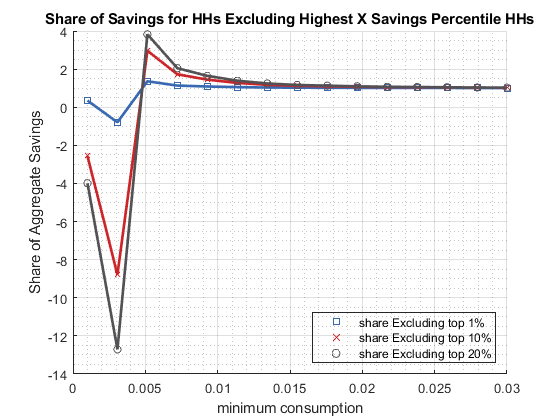 Share of Savings for HHs Excluding Highest X Savings Percentile HHs
4
2
0
-2
-4
-6
-8
-10
-12
-14
Share of Aggregate Savings
share Excluding top 1%
share Excluding top 10%
share Excluding top 20%
0 0.005 0.01 0.015 0.02 0.025 0.03
minimum consumption